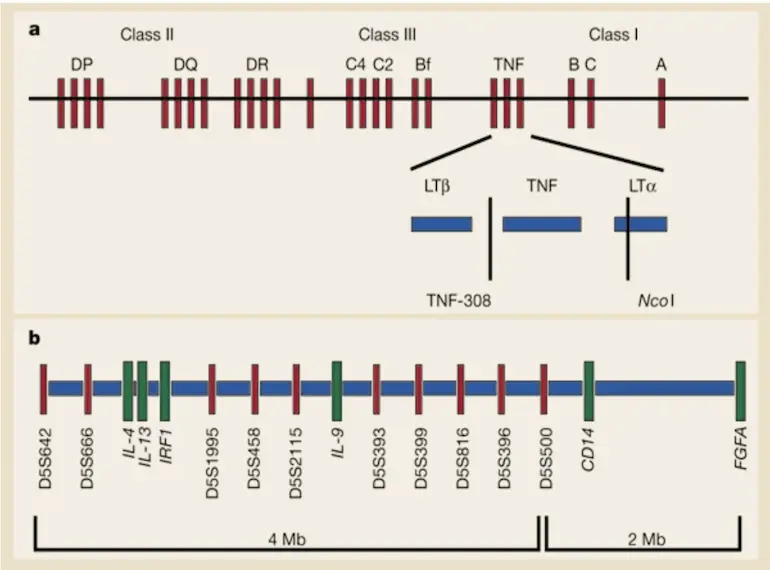 a
Class II Class III Class I
DP DQ DR C4 C2 Bf TNF B C A
LTβ TNF LTα
TNF-308 NcoI
b
D5S642 D5S666 IL-4 IL-13 IRF1 D5S1995 D5S458 D5S2115 IL-9 D5S393 D5S399 D5S816 D5S396 D5S500 CD14 FGFA
4 Mb 2 Mb